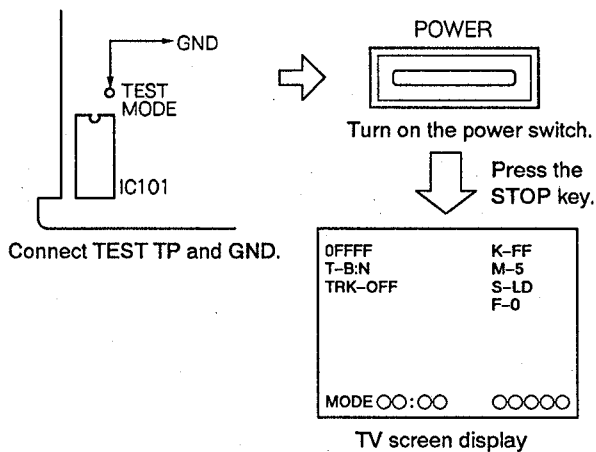 GND
TEST
MODE
IC101
Connect TEST TP and GND.
POWER
Turn on the power switch.
Press the
STOP key.
0FFFF K–FF
T–B:N M–5
TRK–OFF S–LD
F–0
MODE ○○:○○ ○○○○○
TV screen display